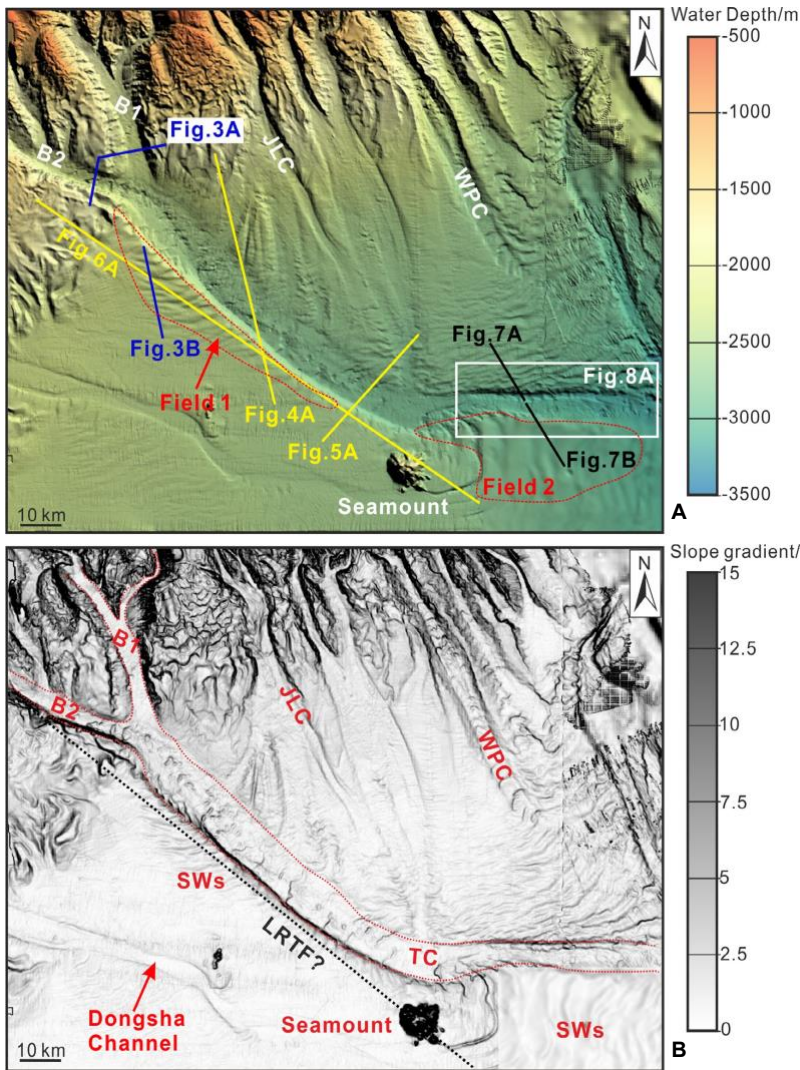 Water Depth/m
N
-500
-1000
-1500
-2000
-2500
-3000
-3500
B1
B2
Fig.3A
JLC
WPC
Fig.6A
Fig.3B
Field 1
Fig.4A
Fig.5A
Fig.7A
Fig.8A
Fig.7B
Field 2
Seamount
10 km
A
Slope gradient/
N
15
12.5
10
7.5
5
2.5
0
B1
B2
JLC
WPC
SWs
LRTF?
TC
Dongsha
Channel
Seamount
SWs
10 km
B